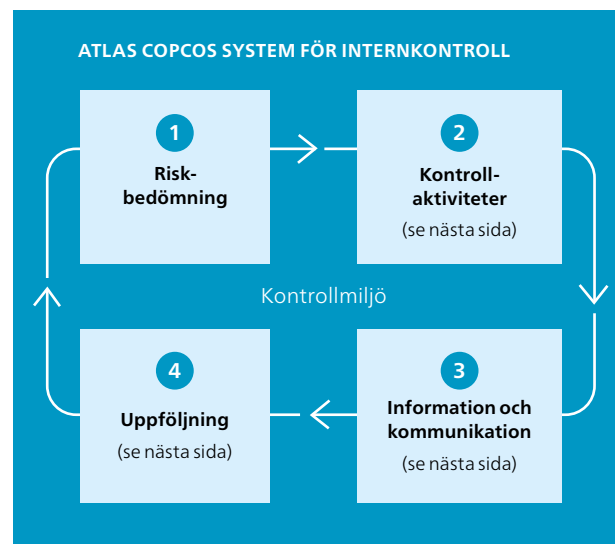 ATLAS COPCOS SYSTEM FÖR INTERNKONTROLL
1
Risk-
bedömning
2
Kontroll-
aktiviteter
(se nästa sida)
Kontrollmiljö
4
Uppföljning
(se nästa sida)
3
Information och
kommunikation
(se nästa sida)